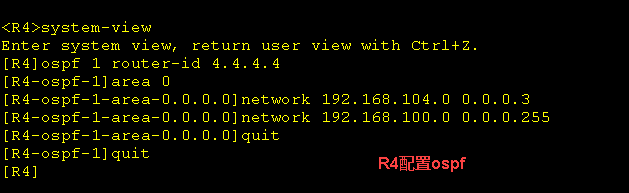 <R4>system-view
Enter system view, return user view with Ctrl+Z.
[R4]ospf 1 router-id 4.4.4.4
[R4-ospf-1]area 0
[R4-ospf-1-area-0.0.0.0]network 192.168.104.0 0.0.0.3
[R4-ospf-1-area-0.0.0.0]network 192.168.100.0 0.0.0.255
[R4-ospf-1-area-0.0.0.0]quit
[R4-ospf-1]quit
[R4]
R4配置ospf